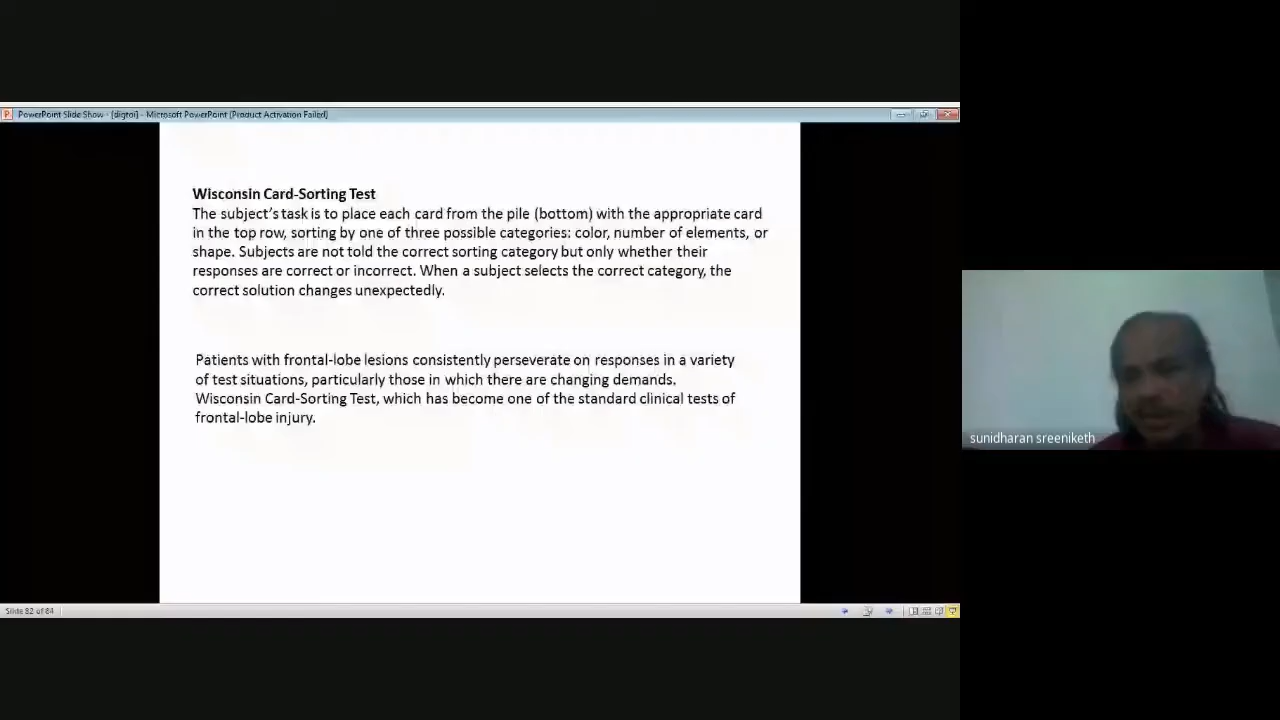 PowerPoint Slide Show - [digtoi] - Microsoft PowerPoint (Product Activation Failed)
Wisconsin Card-Sorting Test
The subject's task is to place each card from the pile (bottom) with the appropriate card
in the top row, sorting by one of three possible categories: color, number of elements, or
shape. Subjects are not told the correct sorting category but only whether their
responses are correct or incorrect. When a subject selects the correct category, the
correct solution changes unexpectedly.
Patients with frontal-lobe lesions consistently perseverate on responses in a variety
of test situations, particularly those in which there are changing demands.
Wisconsin Card-Sorting Test, which has become one of the standard clinical tests of
frontal-lobe injury.
sunidharan sreeniketh
Slide 82 of 84